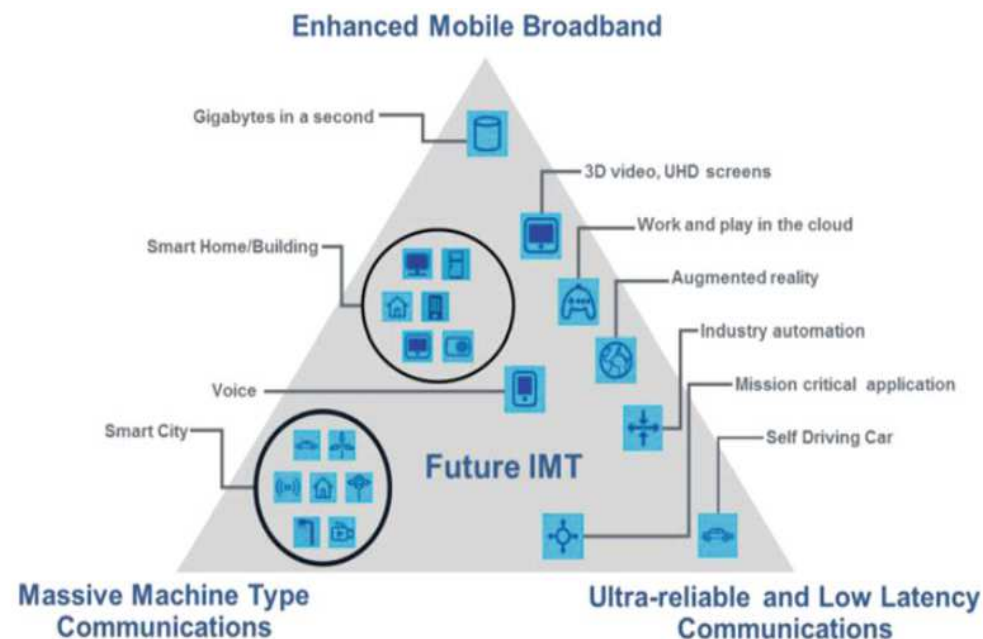 Enhanced Mobile Broadband
Gigabytes in a second
3D video, UHD screens
Work and play in the cloud
Smart Home/Building
Augmented reality
Industry automation
Voice
Mission critical application
Smart City
Self Driving Car
Future IMT
Massive Machine Type
Communications
Ultra-reliable and Low Latency
Communications